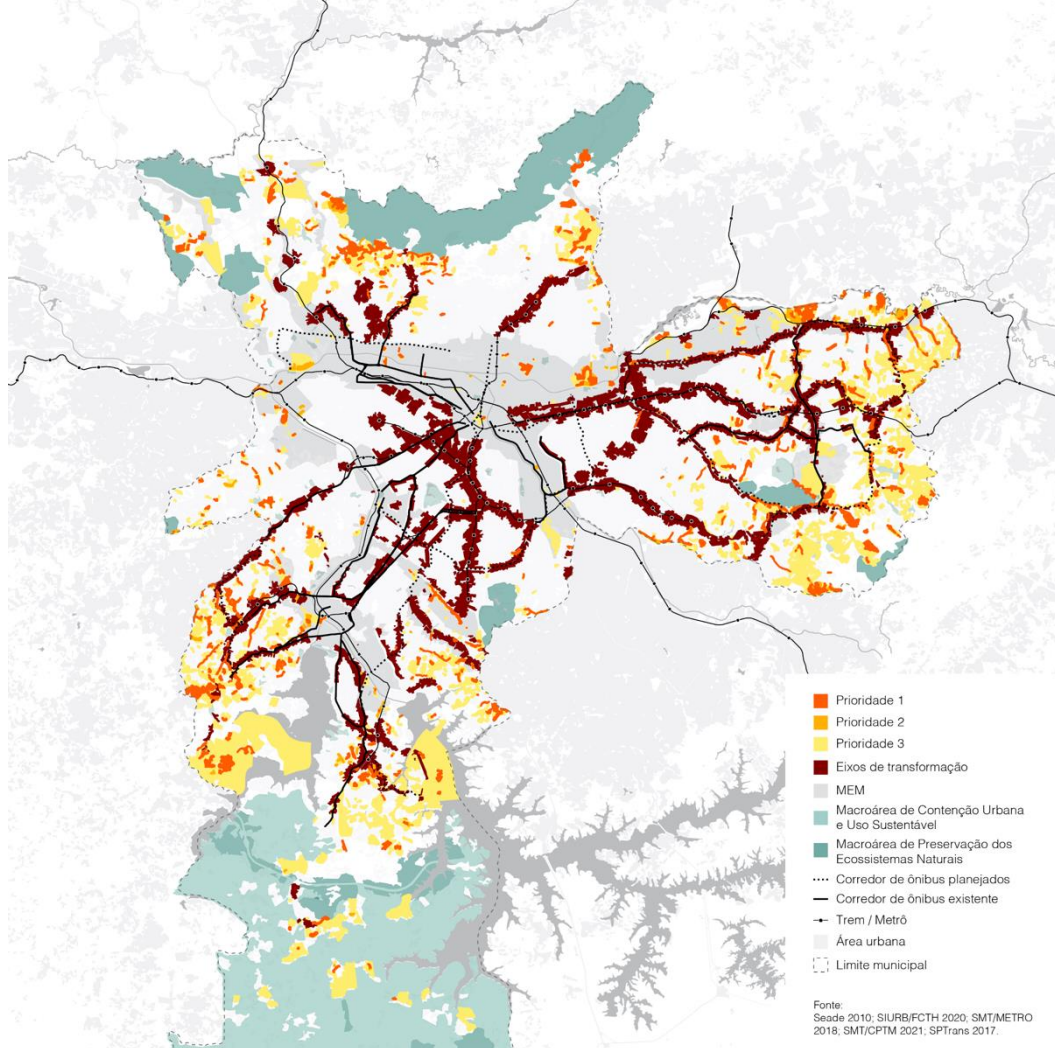 Prioridade 1
Prioridade 2
Prioridade 3
Eixos de transformação
MEM
Macroárea de Contenção Urbana
e Uso Sustentável
Macroárea de Preservação dos
Ecossistemas Naturais
Corredor de ônibus planejados
Corredor de ônibus existente
Trem / Metrô
Área urbana
Limite municipal
Fonte:
Seade 2010; SIURB/FCTH 2020; SMT/METRO
2018; SMT/CPTM 2021; SPTrans 2017.